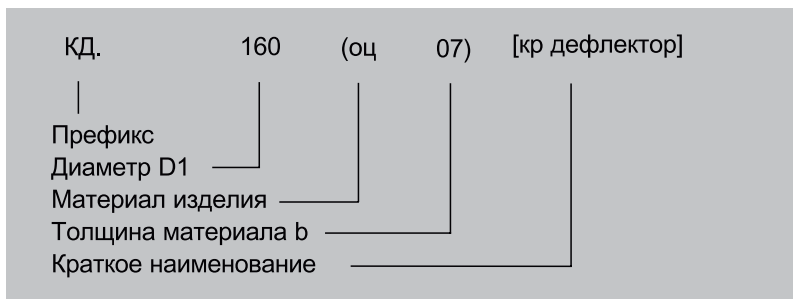 КД. 160 (оц 07) [кр дефлектор]
Префикс
Диаметр D1
Материал изделия
Толщина материала b
Краткое наименование